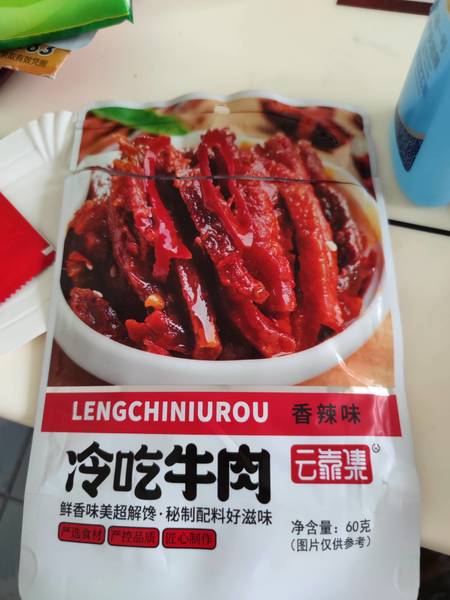 LENGCHINIUROU 香辣味
冷吃牛肉
云泰集
鲜香味美超解馋·秘制配料好滋味
严选食材 严控品质 匠心制作
净含量：60克
（图片仅供参考）